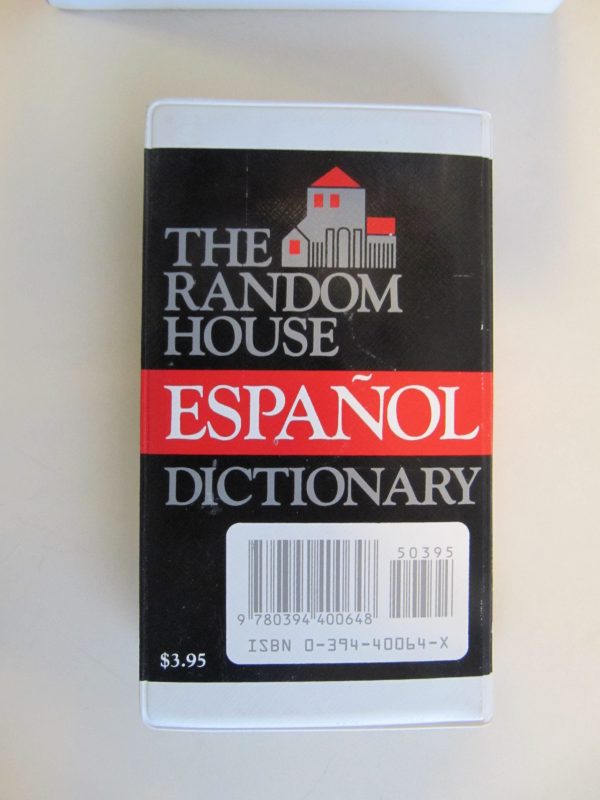 THE
RANDOM
HOUSE
ESPAÑOL
DICTIONARY
50395
9 780394 400648
ISBN 0-394-40064-X
$3.95